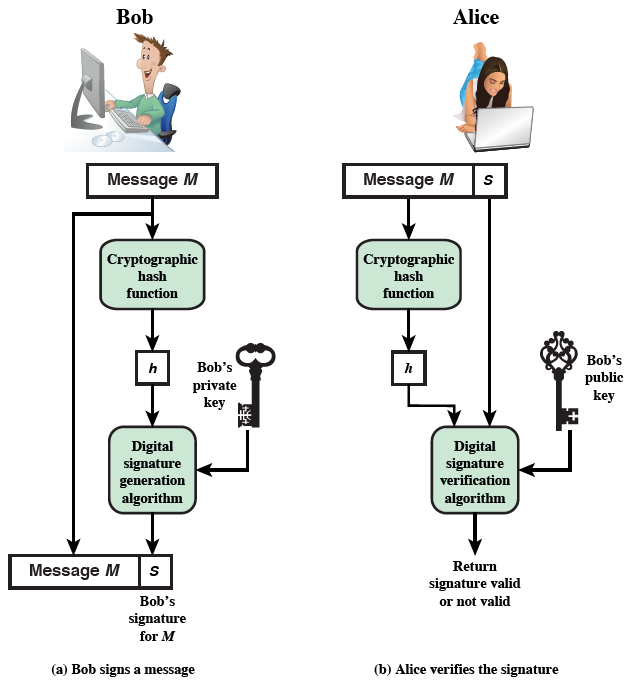 Bob
Message M
Cryptographic
hash
function
h
Bob’s
private
key
Digital
signature
generation
algorithm
Message M
S
Bob’s
signature
for M
(a) Bob signs a message
Alice
Message M
S
Cryptographic
hash
function
h
Bob’s
public
key
Digital
signature
verification
algorithm
Return
signature valid
or not valid
(b) Alice verifies the signature